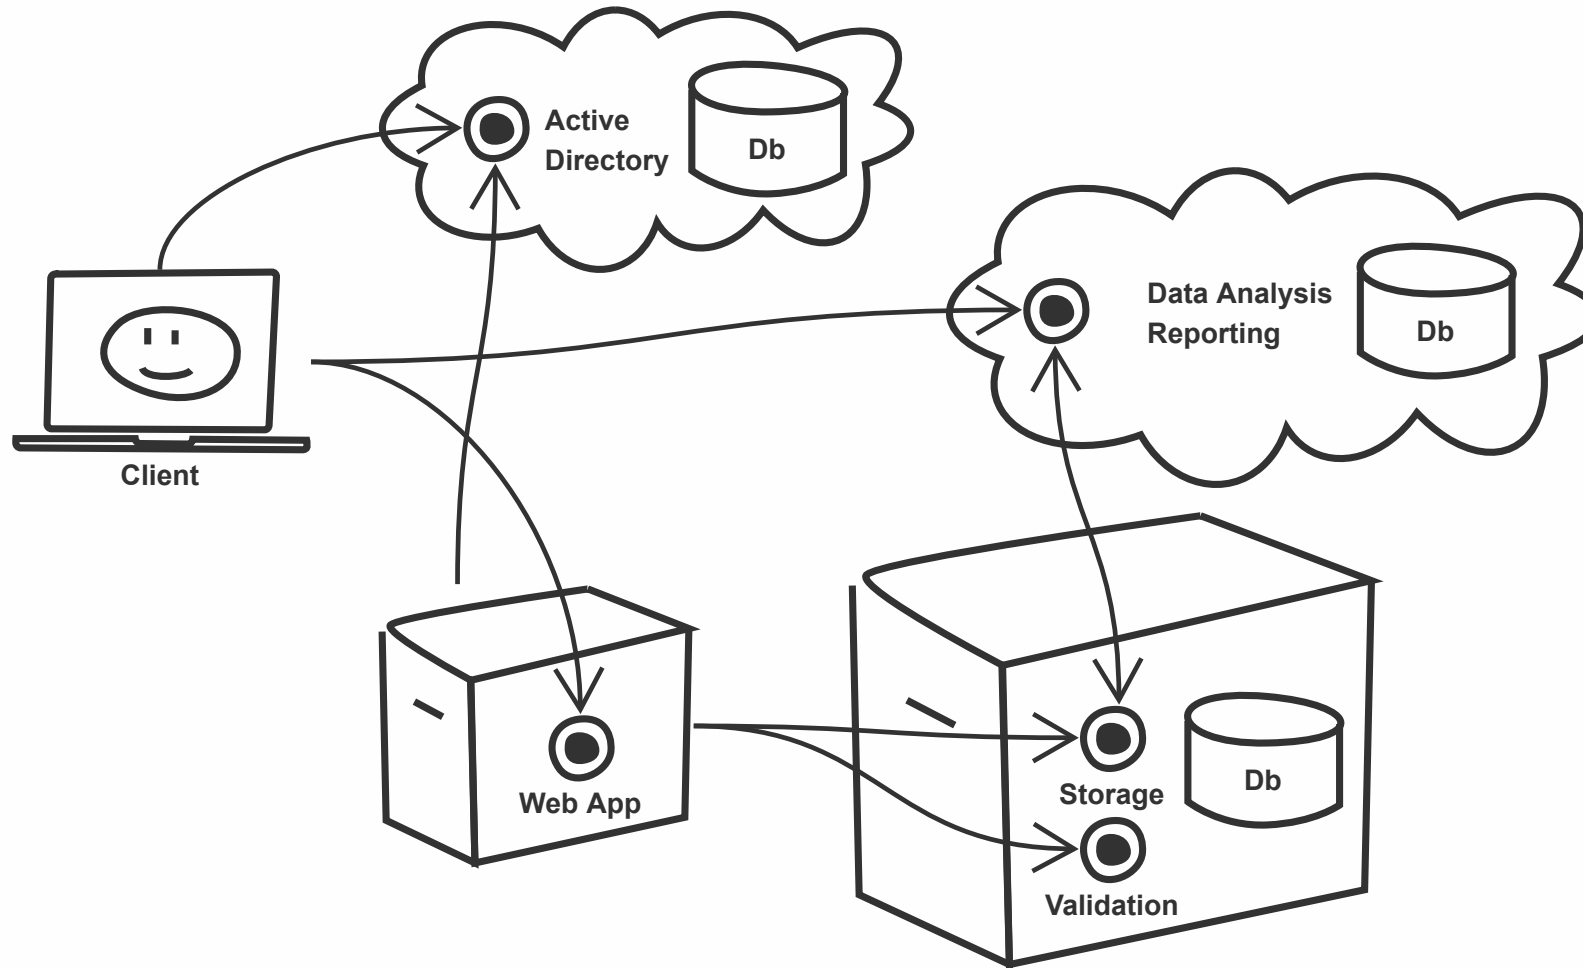 Active
Directory
Db
Data Analysis
Reporting
Db
Client
Web App
Storage
Db
Validation